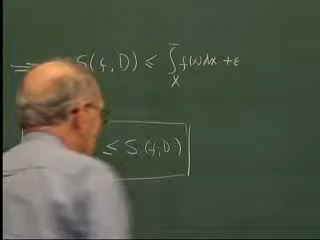 ⇒ S(f, D) ≤ ∫̄_X f(x) dx + ε
≤ S(f, D)